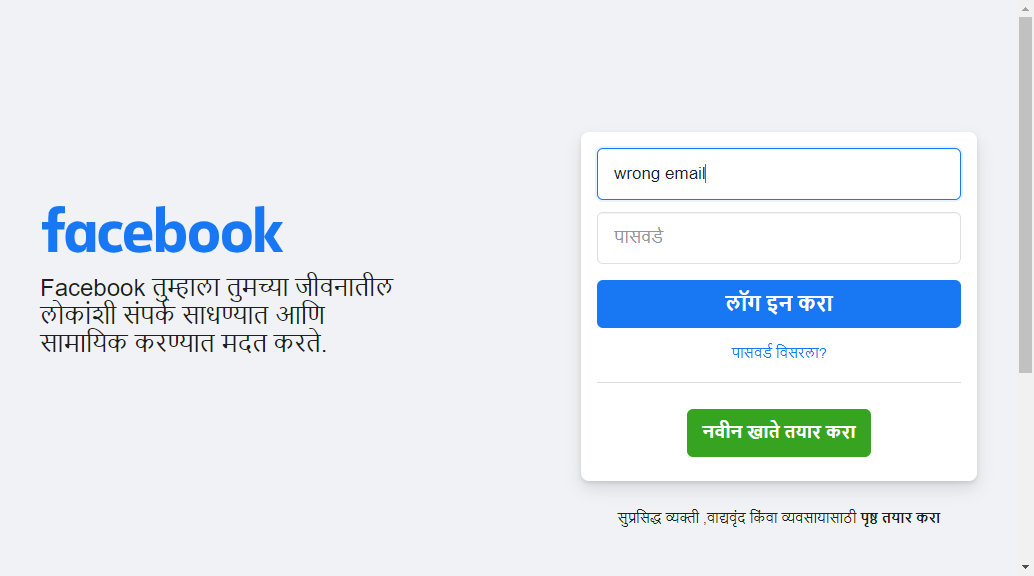 facebook
Facebook तुम्हाला तुमच्या जीवनातील
लोकांशी संपर्क साधण्यात आणि
सामायिक करण्यात मदत करते.
wrong email
पासवर्ड
लॉग इन करा
पासवर्ड विसरला?
नवीन खाते तयार करा
सुप्रसिद्ध व्यक्ती ,वाद्यवृंद किंवा व्यवसायासाठी पृष्ठ तयार करा